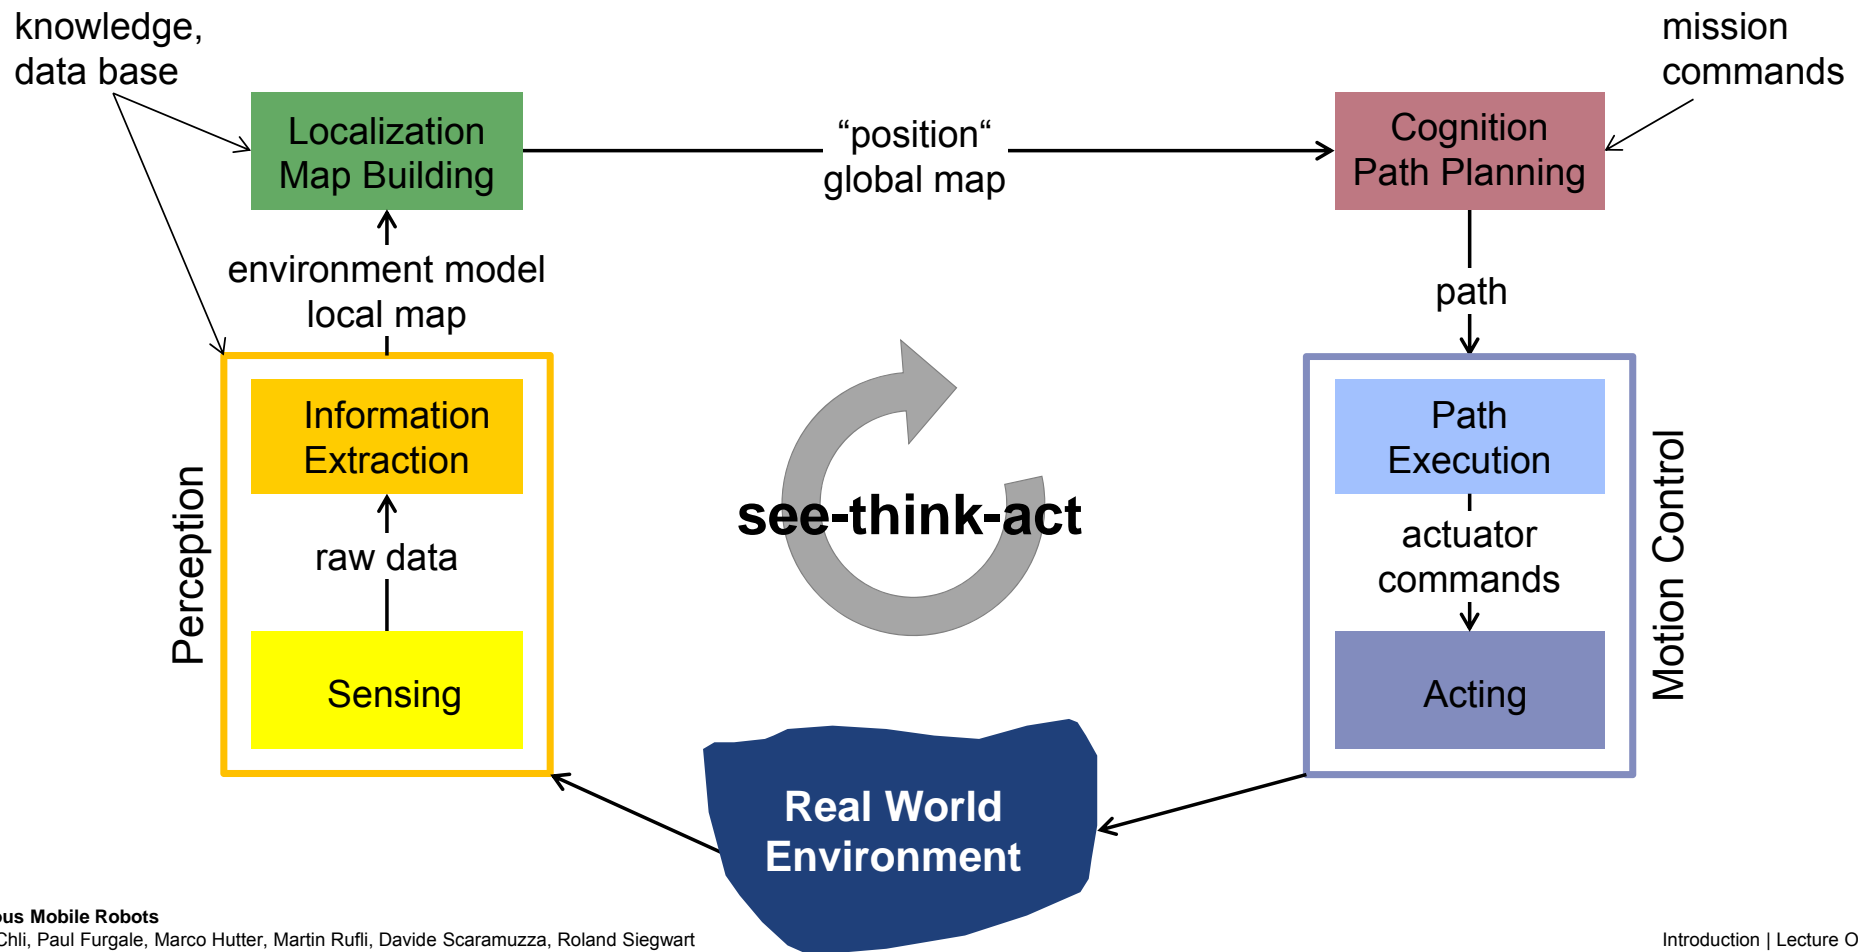 knowledge,
data base
mission
commands
Localization
Map Building
“position“
global map
Cognition
Path Planning
environment model
local map
path
Perception
Information
Extraction
raw data
Sensing
see-think-act
Path
Execution
actuator
commands
Acting
Motion Control
Real World
Environment
ous Mobile Robots
Chli, Paul Furgale, Marco Hutter, Martin Rufli, Davide Scaramuzza, Roland Siegwart
Introduction | Lecture O